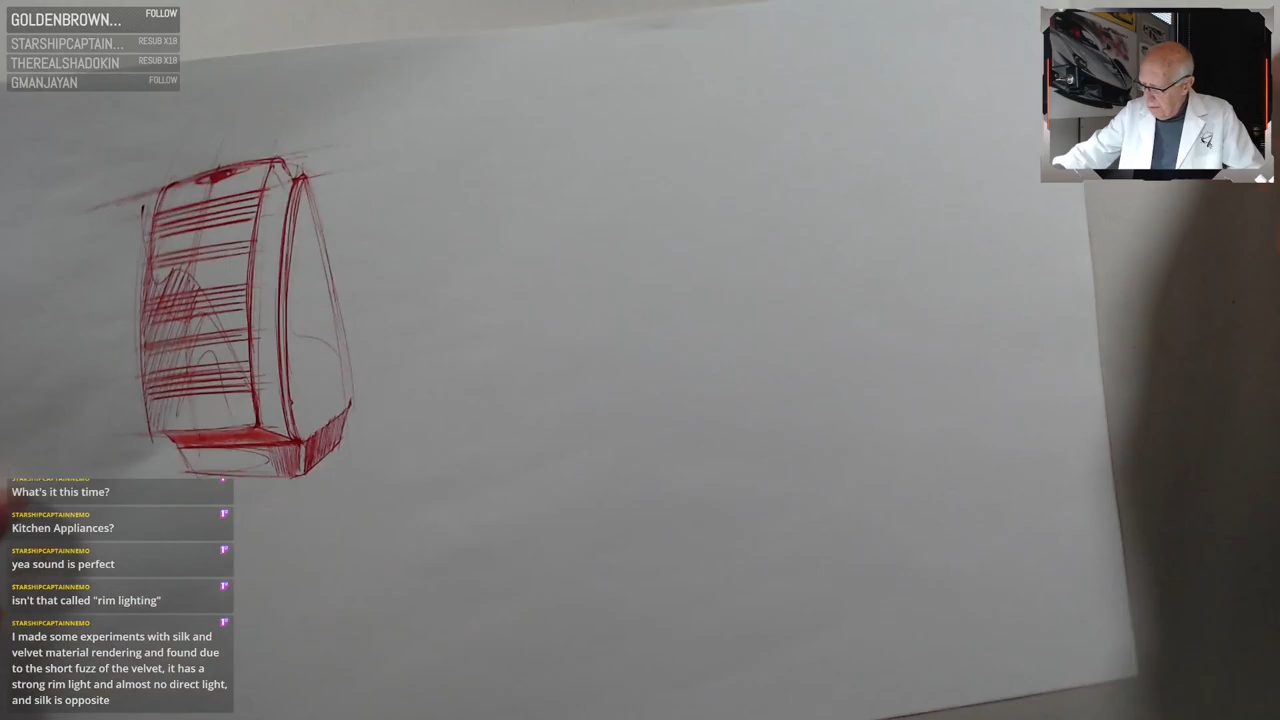 GOLDENBROWN... FOLLOW
STARSHIPCAPTAIN... RESUB X18
THEREALSHADOKIN RESUB X18
GMANJAYAN FOLLOW
STARSHIPCAPTAINNEMO
What's it this time?
STARSHIPCAPTAINNEMO
Kitchen Appliances?
STARSHIPCAPTAINNEMO
yea sound is perfect
STARSHIPCAPTAINNEMO
isn't that called "rim lighting"
STARSHIPCAPTAINNEMO
I made some experiments with silk and
velvet material rendering and found due
to the short fuzz of the velvet, it has a
strong rim light and almost no direct light,
and silk is opposite